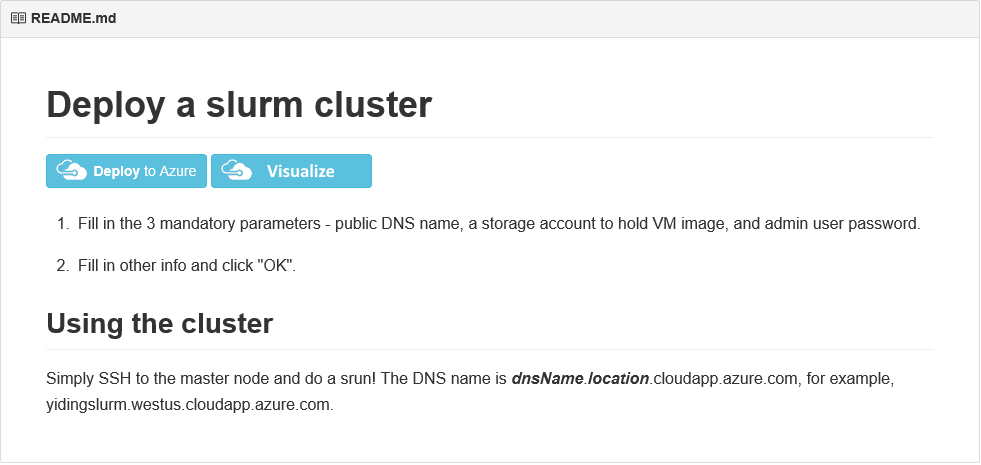 README.md
Deploy a slurm cluster
Deploy to Azure Visualize
1. Fill in the 3 mandatory parameters - public DNS name, a storage account to hold VM image, and admin user password.
2. Fill in other info and click "OK".
Using the cluster
Simply SSH to the master node and do a srun! The DNS name is dnsName.location.cloudapp.azure.com, for example,
yidingslurm.westus.cloudapp.azure.com.